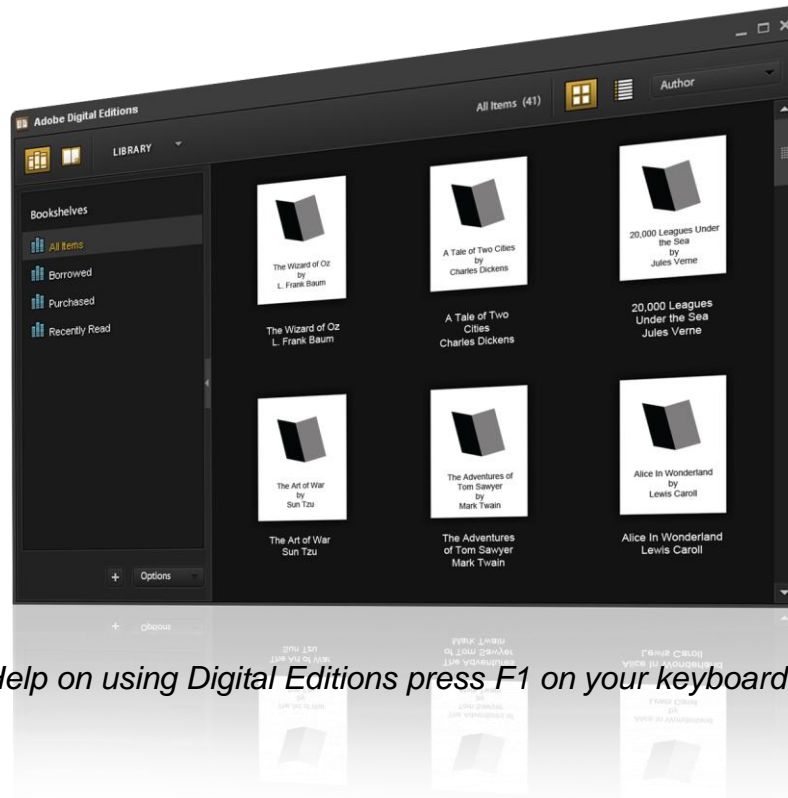 Adobe Digital Editions
All Items (41)
Author
LIBRARY
Bookshelves
All Items
Borrowed
Purchased
Recently Read
The Wizard of Oz
by
L. Frank Baum
The Wizard of Oz
L. Frank Baum
A Tale of Two Cities
by
Charles Dickens
A Tale of Two
Cities
Charles Dickens
20,000 Leagues Under
the Sea
by
Jules Verne
20,000 Leagues
Under the Sea
Jules Verne
The Art of War
by
Sun Tzu
The Art of War
Sun Tzu
The Adventures of
Tom Sawyer
by
Mark Twain
The Adventures
of Tom Sawyer
Mark Twain
Alice In Wonderland
by
Lewis Caroll
Alice In Wonderland
Lewis Caroll
+ Options
Help on using Digital Editions press F1 on your keyboard